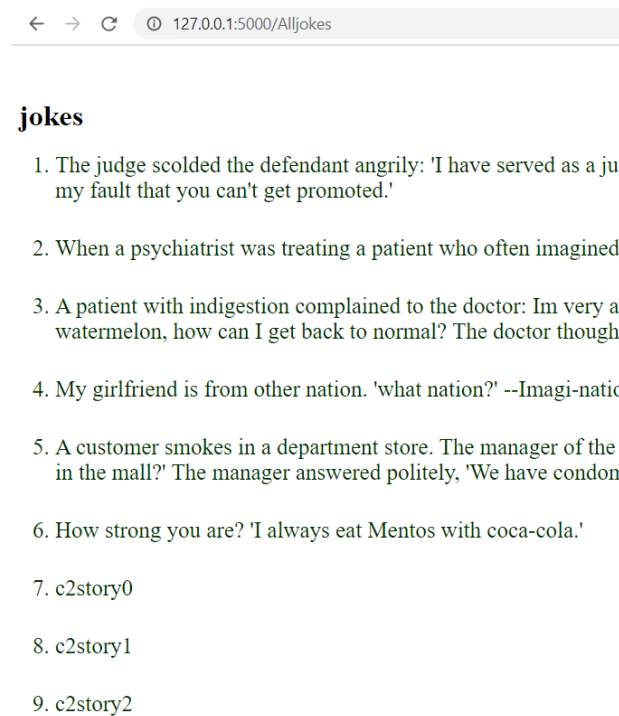 127.0.0.1:5000/Alljokes
jokes
1. The judge scolded the defendant angrily: 'I have served as a ju
my fault that you can't get promoted.'
2. When a psychiatrist was treating a patient who often imagined
3. A patient with indigestion complained to the doctor: Im very a
watermelon, how can I get back to normal? The doctor though
4. My girlfriend is from other nation. 'what nation?' --Imagi-natio
5. A customer smokes in a department store. The manager of the
in the mall?' The manager answered politely, 'We have condom
6. How strong you are? 'I always eat Mentos with coca-cola.'
7. c2story0
8. c2story1
9. c2story2